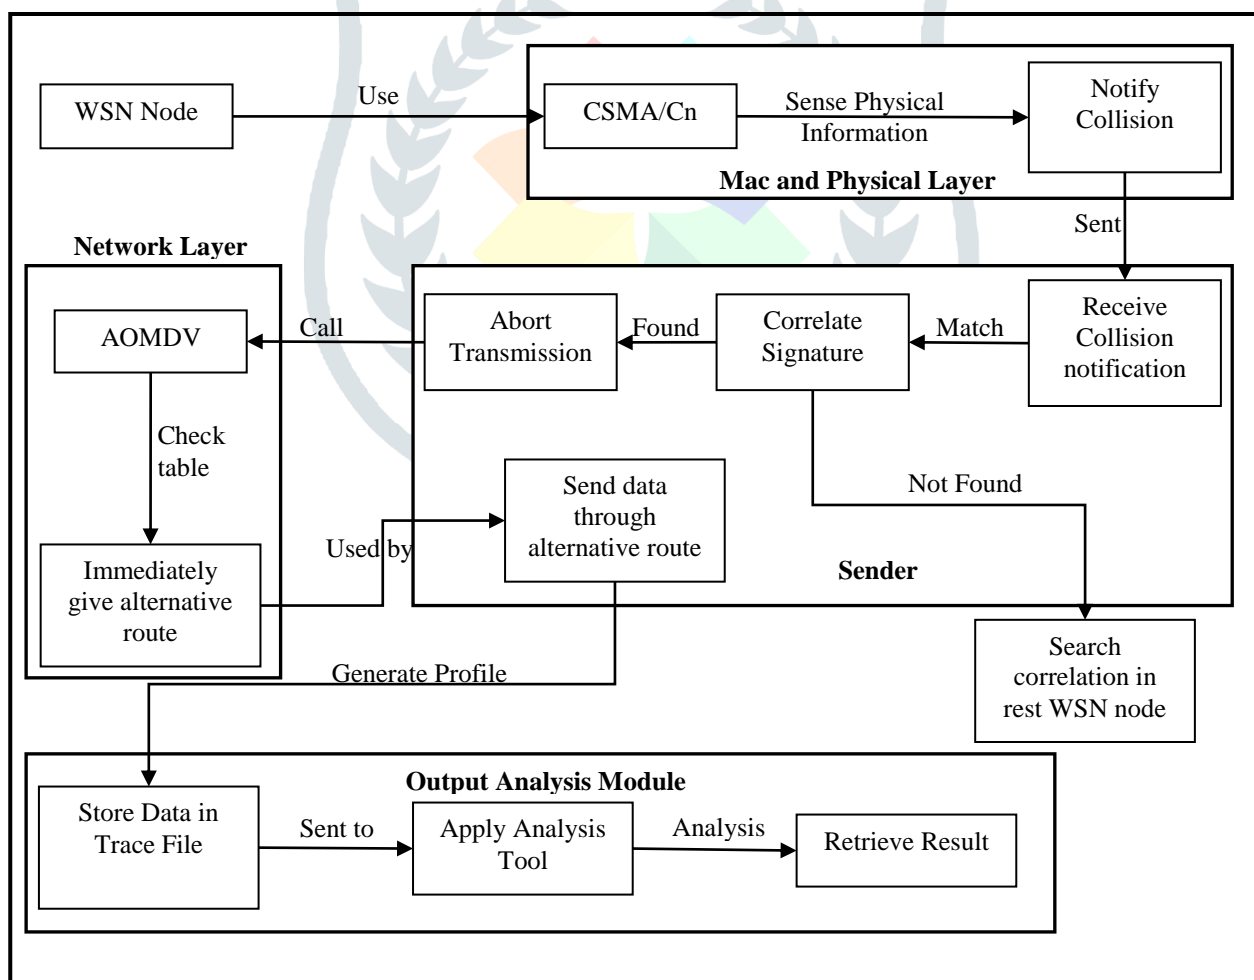 WSN Node
Use
CSMA/Cn
Sense Physical
Information
Notify
Collision
Mac and Physical Layer
Sent
Network Layer
AOMDV
Call
Abort
Transmission
Found
Correlate
Signature
Match
Receive
Collision
notification
Check
table
Immediately
give alternative
route
Used by
Send data
through
alternative route
Not Found
Sender
Search
correlation in
rest WSN node
Generate Profile
Output Analysis Module
Store Data in
Trace File
Sent to
Apply Analysis
Tool
Analysis
Retrieve Result